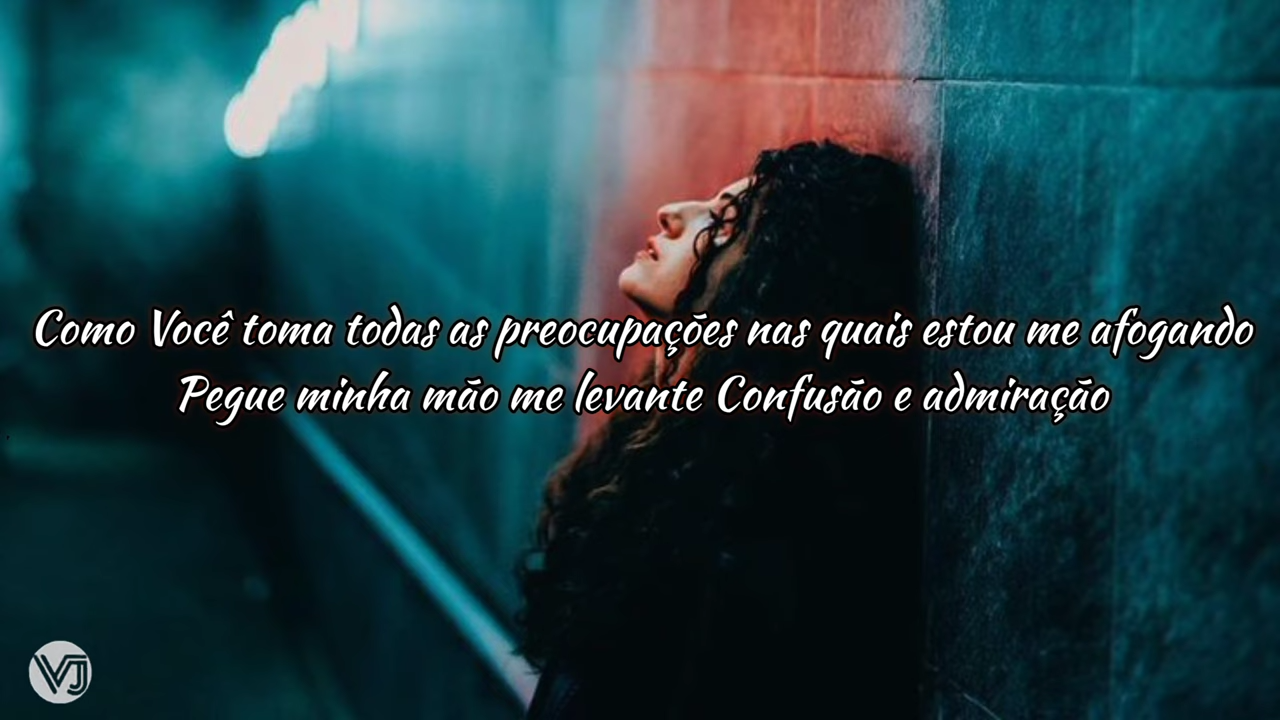 Como Você toma todas as preocupações nas quais estou me afogando
Pegue minha mão me levante Confusão e admiração
VJ